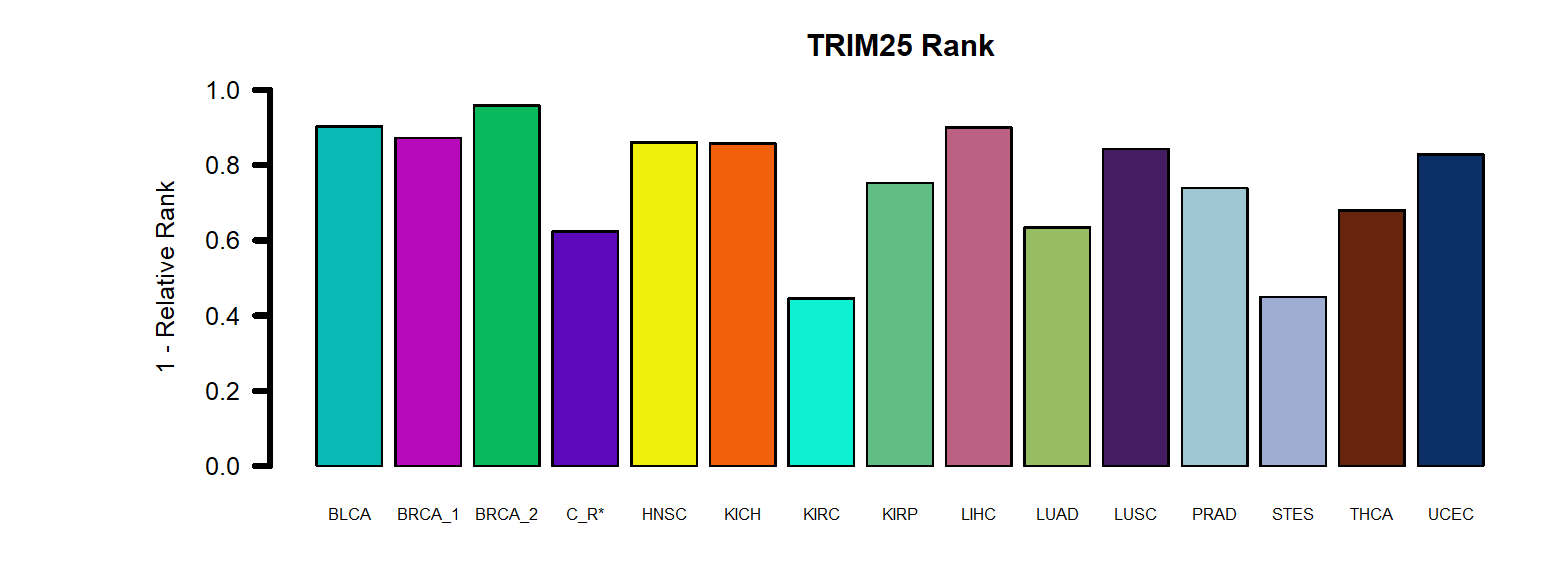 TRIM25 Rank
1 - Relative Rank
1.0
0.8
0.6
0.4
0.2
0.0
BLCA BRCA_1 BRCA_2 C_R* HNSC KICH KIRC KIRP LIHC LUAD LUSC PRAD STES THCA UCEC